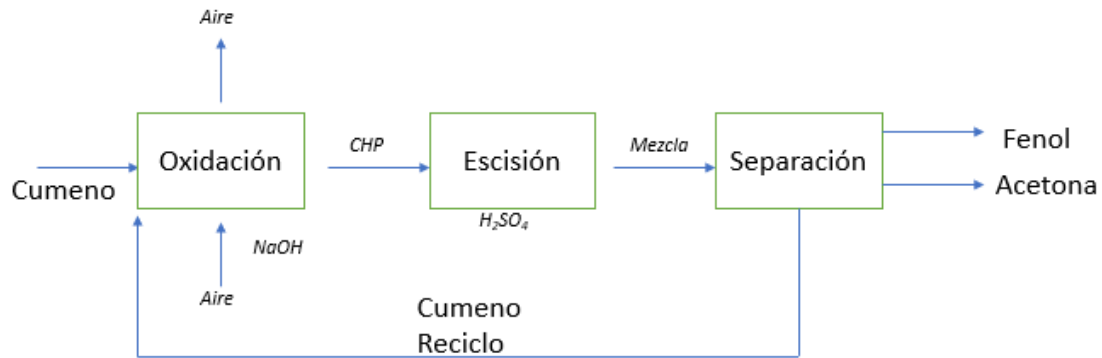 Aire
Oxidación
CHP
Escisión
Mezcla
Separación
Fenol
Acetona
Cumeno
H₂SO₄
NaOH
Aire
Cumeno
Reciclo